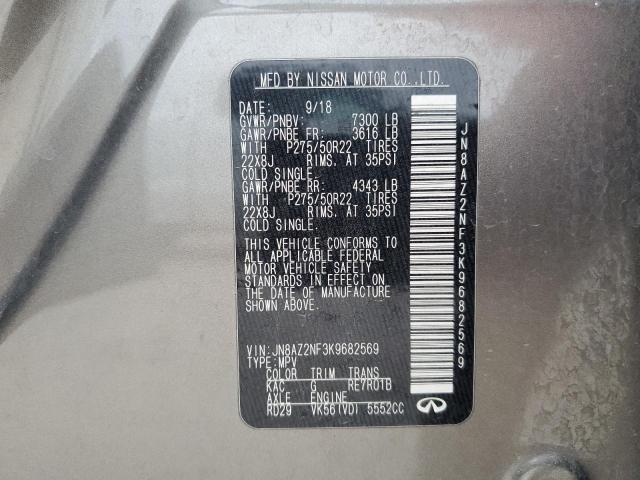 MFD BY NISSAN MOTOR CO.,LTD.
DATE: 9/18
GVWR/PNBV: 7300 LB
GAWR/PNBE FR: 3616 LB
WITH P275/50R22 TIRES
22X8J RIMS. AT 35PSI
COLD SINGLE.
GAWR/PNBE RR: 4343 LB
WITH P275/50R22 TIRES
22X8J RIMS. AT 35PSI
COLD SINGLE.
THIS VEHICLE CONFORMS TO
ALL APPLICABLE FEDERAL
MOTOR VEHICLE SAFETY
STANDARDS IN EFFECT ON
THE DATE OF MANUFACTURE
SHOWN ABOVE.
VIN: JN8AZ2NF3K9682569
TYPE: MPV
COLOR TRIM TRANS
KAC G RE7R01B
AXLE ENGINE
RD29 VK56(VD) 5552CC
JN8AZ2NF3K9682569
INFINITI